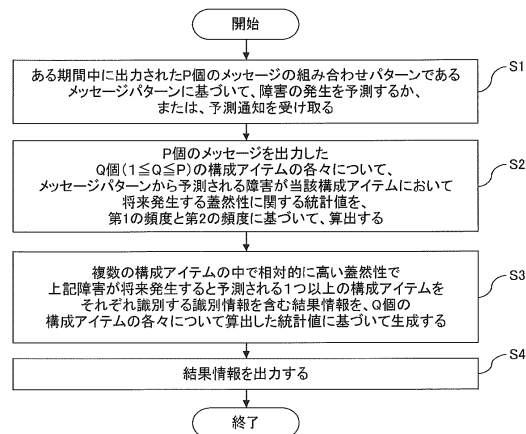 開始
S1
ある期間中に出力されたP個のメッセージの組み合わせパターンである
メッセージパターンに基づいて、障害の発生を予測するか、
または、予測通知を受け取る
S2
P個のメッセージを出力した
Q個(1≦Q≦P)の構成アイテムの各々について、
メッセージパターンから予測される障害が当該構成アイテムにおいて
将来発生する蓋然性に関する統計値を、
第1の頻度と第2の頻度に基づいて、算出する
S3
複数の構成アイテムの中で相対的に高い蓋然性で
上記障害が将来発生すると予測される1つ以上の構成アイテムを
それぞれ識別する識別情報を含む結果情報を、Q個の
構成アイテムの各々について算出した統計値に基づいて生成する
S4
結果情報を出力する
終了